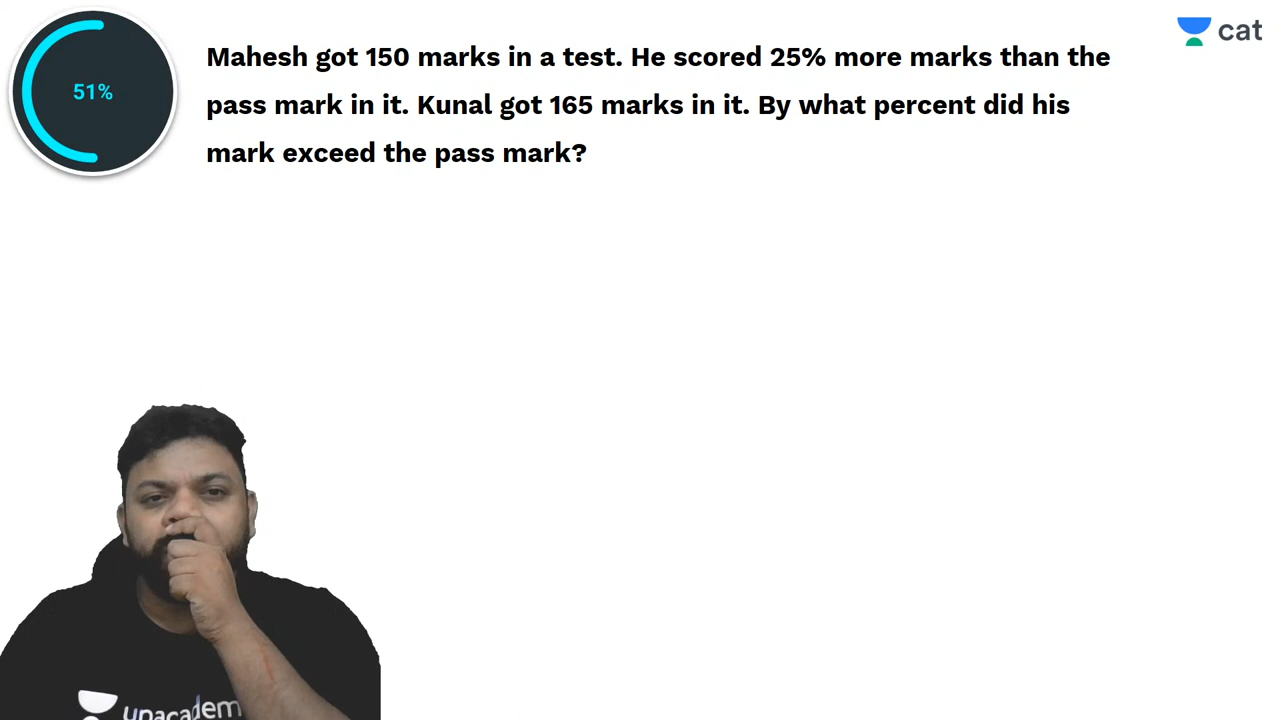 51%
Mahesh got 150 marks in a test. He scored 25% more marks than the
pass mark in it. Kunal got 165 marks in it. By what percent did his
mark exceed the pass mark?
cat
unacadem